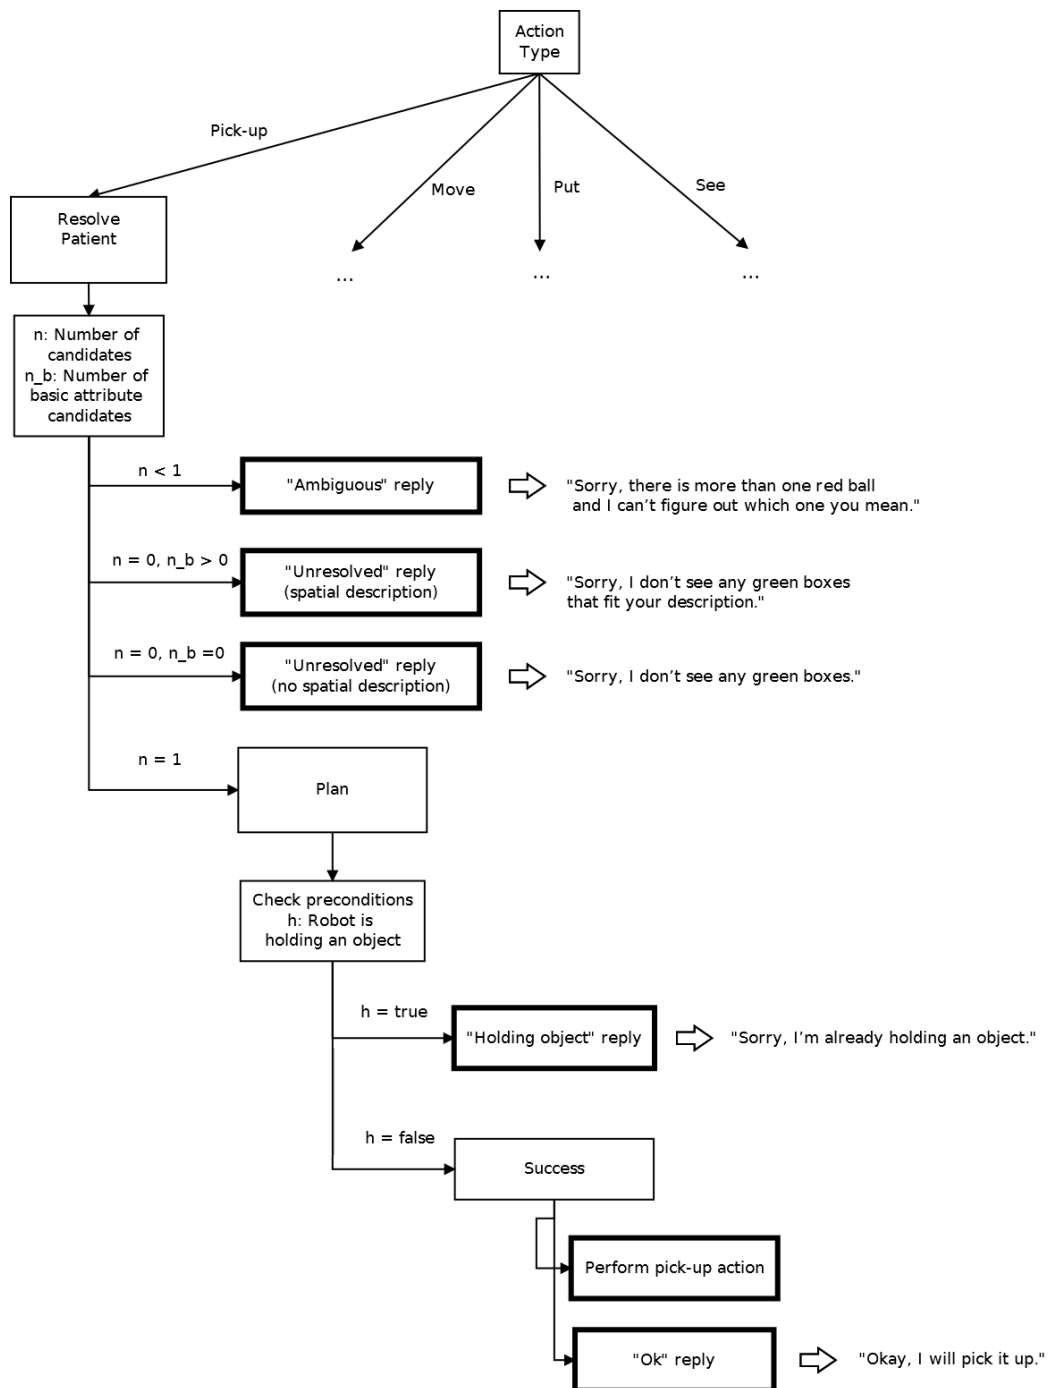 Action
Type
Pick-up
Move
Put
See
Resolve
Patient
...
...
...
n: Number of
candidates
n_b: Number of
basic attribute
candidates
n < 1
"Ambiguous" reply
"Sorry, there is more than one red ball
and I can’t figure out which one you mean."
n = 0, n_b > 0
"Unresolved" reply
(spatial description)
"Sorry, I don’t see any green boxes
that fit your description."
n = 0, n_b =0
"Unresolved" reply
(no spatial description)
"Sorry, I don’t see any green boxes."
n = 1
Plan
Check preconditions
h: Robot is
holding an object
h = true
"Holding object" reply
"Sorry, I’m already holding an object."
h = false
Success
Perform pick-up action
"Ok" reply
"Okay, I will pick it up."